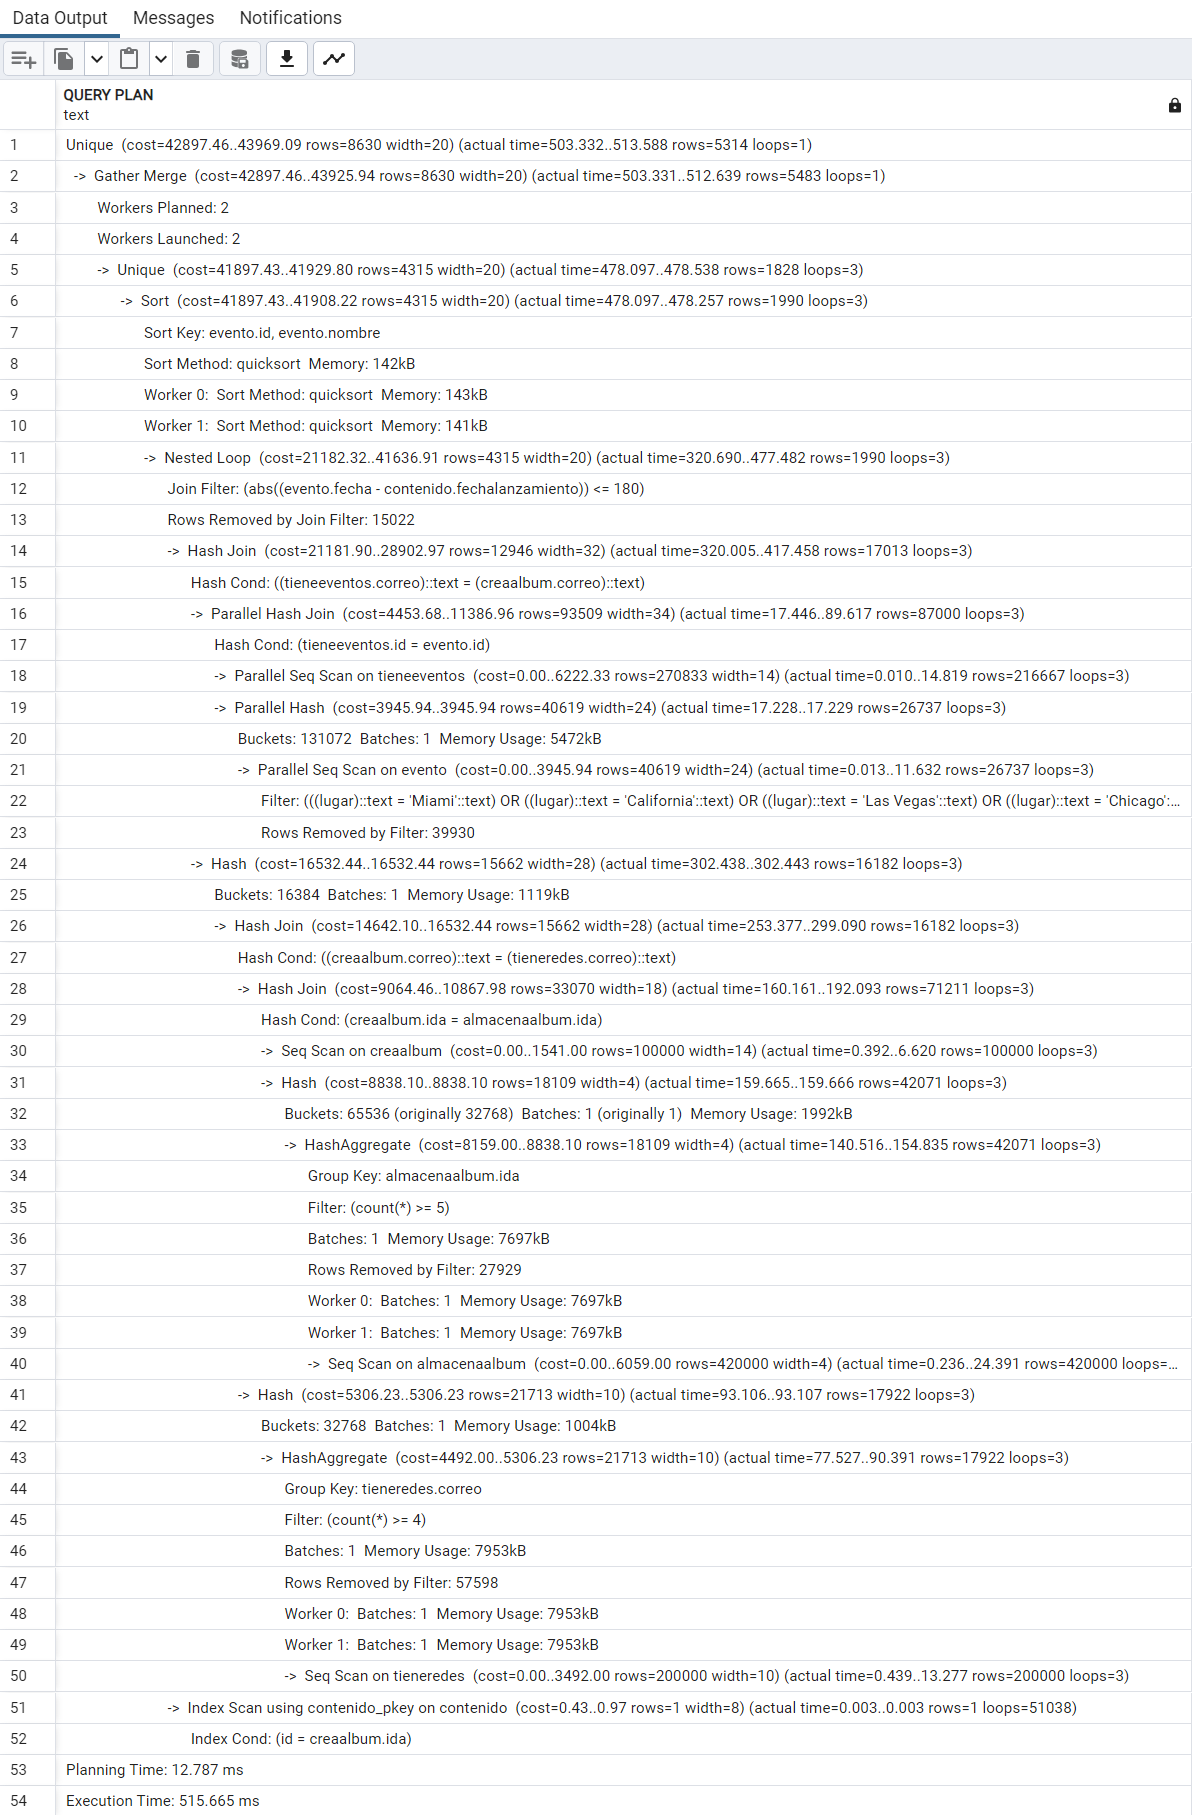 Data Output Messages Notifications
QUERY PLAN
text
1 Unique (cost=42897.46..43969.09 rows=8630 width=20) (actual time=503.332..513.588 rows=5314 loops=1)
2 -> Gather Merge (cost=42897.46..43925.94 rows=8630 width=20) (actual time=503.331..512.639 rows=5483 loops=1)
3 Workers Planned: 2
4 Workers Launched: 2
5 -> Unique (cost=41897.43..41929.80 rows=4315 width=20) (actual time=478.097..478.538 rows=1828 loops=3)
6 -> Sort (cost=41897.43..41908.22 rows=4315 width=20) (actual time=478.097..478.257 rows=1990 loops=3)
7 Sort Key: evento.id, evento.nombre
8 Sort Method: quicksort Memory: 142kB
9 Worker 0: Sort Method: quicksort Memory: 143kB
10 Worker 1: Sort Method: quicksort Memory: 141kB
11 -> Nested Loop (cost=21182.32..41636.91 rows=4315 width=20) (actual time=320.690..477.482 rows=1990 loops=3)
12 Join Filter: (abs((evento.fecha - contenido.fechalanzamiento)) <= 180)
13 Rows Removed by Join Filter: 15022
14 -> Hash Join (cost=21181.90..28902.97 rows=12946 width=32) (actual time=320.005..417.458 rows=17013 loops=3)
15 Hash Cond: ((tieneeventos.correo)::text = (creaalbum.correo)::text)
16 -> Parallel Hash Join (cost=4453.68..11386.96 rows=93509 width=34) (actual time=17.446..89.617 rows=87000 loops=3)
17 Hash Cond: (tieneeventos.id = evento.id)
18 -> Parallel Seq Scan on tieneeventos (cost=0.00..6222.33 rows=270833 width=14) (actual time=0.010..14.819 rows=216667 loops=3)
19 -> Parallel Hash (cost=3945.94..3945.94 rows=40619 width=24) (actual time=17.228..17.229 rows=26737 loops=3)
20 Buckets: 131072 Batches: 1 Memory Usage: 5472kB
21 -> Parallel Seq Scan on evento (cost=0.00..3945.94 rows=40619 width=24) (actual time=0.013..11.632 rows=26737 loops=3)
22 Filter: (((lugar)::text = 'Miami'::text) OR ((lugar)::text = 'California'::text) OR ((lugar)::text = 'Las Vegas'::text) OR ((lugar)::text = 'Chicago':...
23 Rows Removed by Filter: 39930
24 -> Hash (cost=16532.44..16532.44 rows=15662 width=28) (actual time=302.438..302.443 rows=16182 loops=3)
25 Buckets: 16384 Batches: 1 Memory Usage: 1119kB
26 -> Hash Join (cost=14642.10..16532.44 rows=15662 width=28) (actual time=253.377..299.090 rows=16182 loops=3)
27 Hash Cond: ((creaalbum.correo)::text = (tieneredes.correo)::text)
28 -> Hash Join (cost=9064.46..10867.98 rows=33070 width=18) (actual time=160.161..192.093 rows=71211 loops=3)
29 Hash Cond: (creaalbum.ida = almacenaalbum.ida)
30 -> Seq Scan on creaalbum (cost=0.00..1541.00 rows=100000 width=14) (actual time=0.392..6.620 rows=100000 loops=3)
31 -> Hash (cost=8838.10..8838.10 rows=18109 width=4) (actual time=159.665..159.666 rows=42071 loops=3)
32 Buckets: 65536 (originally 32768) Batches: 1 (originally 1) Memory Usage: 1992kB
33 -> HashAggregate (cost=8159.00..8838.10 rows=18109 width=4) (actual time=140.516..154.835 rows=42071 loops=3)
34 Group Key: almacenaalbum.ida
35 Filter: (count(*) >= 5)
36 Batches: 1 Memory Usage: 7697kB
37 Rows Removed by Filter: 27929
38 Worker 0: Batches: 1 Memory Usage: 7697kB
39 Worker 1: Batches: 1 Memory Usage: 7697kB
40 -> Seq Scan on almacenaalbum (cost=0.00..6059.00 rows=420000 width=4) (actual time=0.236..24.391 rows=420000 loops=...
41 -> Hash (cost=5306.23..5306.23 rows=21713 width=10) (actual time=93.106..93.107 rows=17922 loops=3)
42 Buckets: 32768 Batches: 1 Memory Usage: 1004kB
43 -> HashAggregate (cost=4492.00..5306.23 rows=21713 width=10) (actual time=77.527..90.391 rows=17922 loops=3)
44 Group Key: tieneredes.correo
45 Filter: (count(*) >= 4)
46 Batches: 1 Memory Usage: 7953kB
47 Rows Removed by Filter: 57598
48 Worker 0: Batches: 1 Memory Usage: 7953kB
49 Worker 1: Batches: 1 Memory Usage: 7953kB
50 -> Seq Scan on tieneredes (cost=0.00..3492.00 rows=200000 width=10) (actual time=0.439..13.277 rows=200000 loops=3)
51 -> Index Scan using contenido_pkey on contenido (cost=0.43..0.97 rows=1 width=8) (actual time=0.003..0.003 rows=1 loops=51038)
52 Index Cond: (id = creaalbum.ida)
53 Planning Time: 12.787 ms
54 Execution Time: 515.665 ms